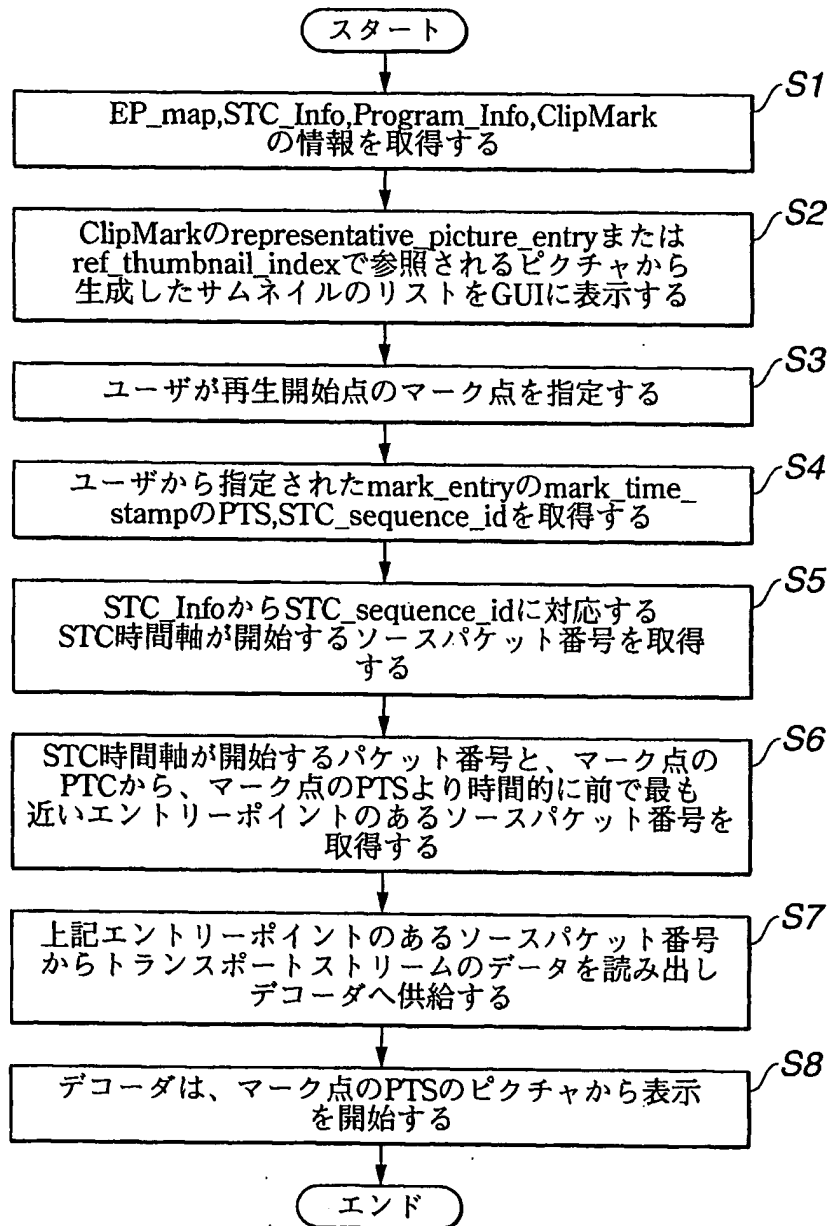 スタート
S1
EP_map,STC_Info,Program_Info,ClipMark
の情報を取得する
S2
ClipMarkのrepresentative_picture_entryまたは
ref_thumbnail_indexで参照されるピクチャから
生成したサムネイルのリストをGUIに表示する
S3
ユーザが再生開始点のマーク点を指定する
S4
ユーザから指定されたmark_entryのmark_time_
stampのPTS,STC_sequence_idを取得する
S5
STC_InfoからSTC_sequence_idに対応する
STC時間軸が開始するソースパケット番号を取得
する
S6
STC時間軸が開始するパケット番号と、マーク点の
PTCから、マーク点のPTSより時間的に前で最も
近いエントリーポイントのあるソースパケット番号を
取得する
S7
上記エントリーポイントのあるソースパケット番号
からトランスポートストリームのデータを読み出し
デコーダへ供給する
S8
デコーダは、マーク点のPTSのピクチャから表示
を開始する
エンド